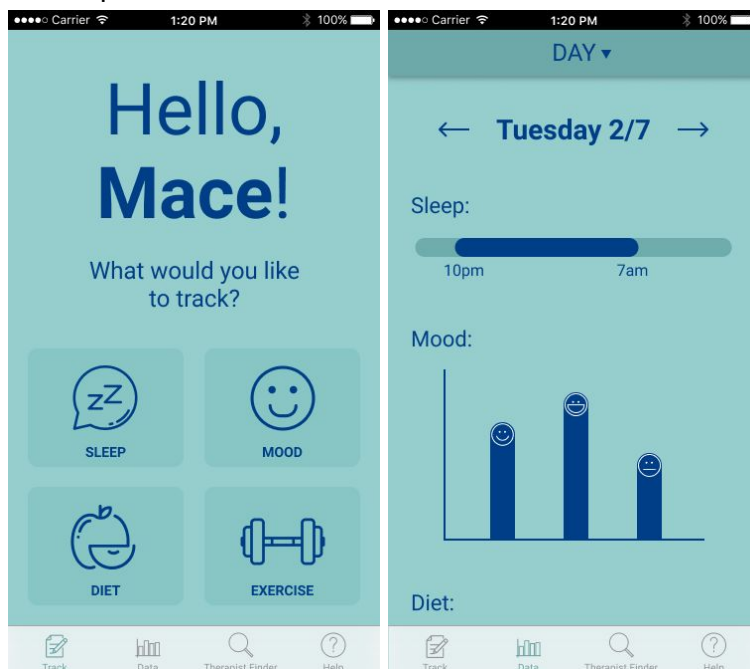 Carrier 1:20 PM 100%
Hello,
Mace!
What would you like
to track?
zzZ
SLEEP
MOOD
DIET
EXERCISE
Track Data Therapist Finder ? Help
Carrier 1:20 PM 100%
DAY ▾
← Tuesday 2/7 →
Sleep:
10pm 7am
Mood:
Diet:
Track Data Therapist Finder ? Help